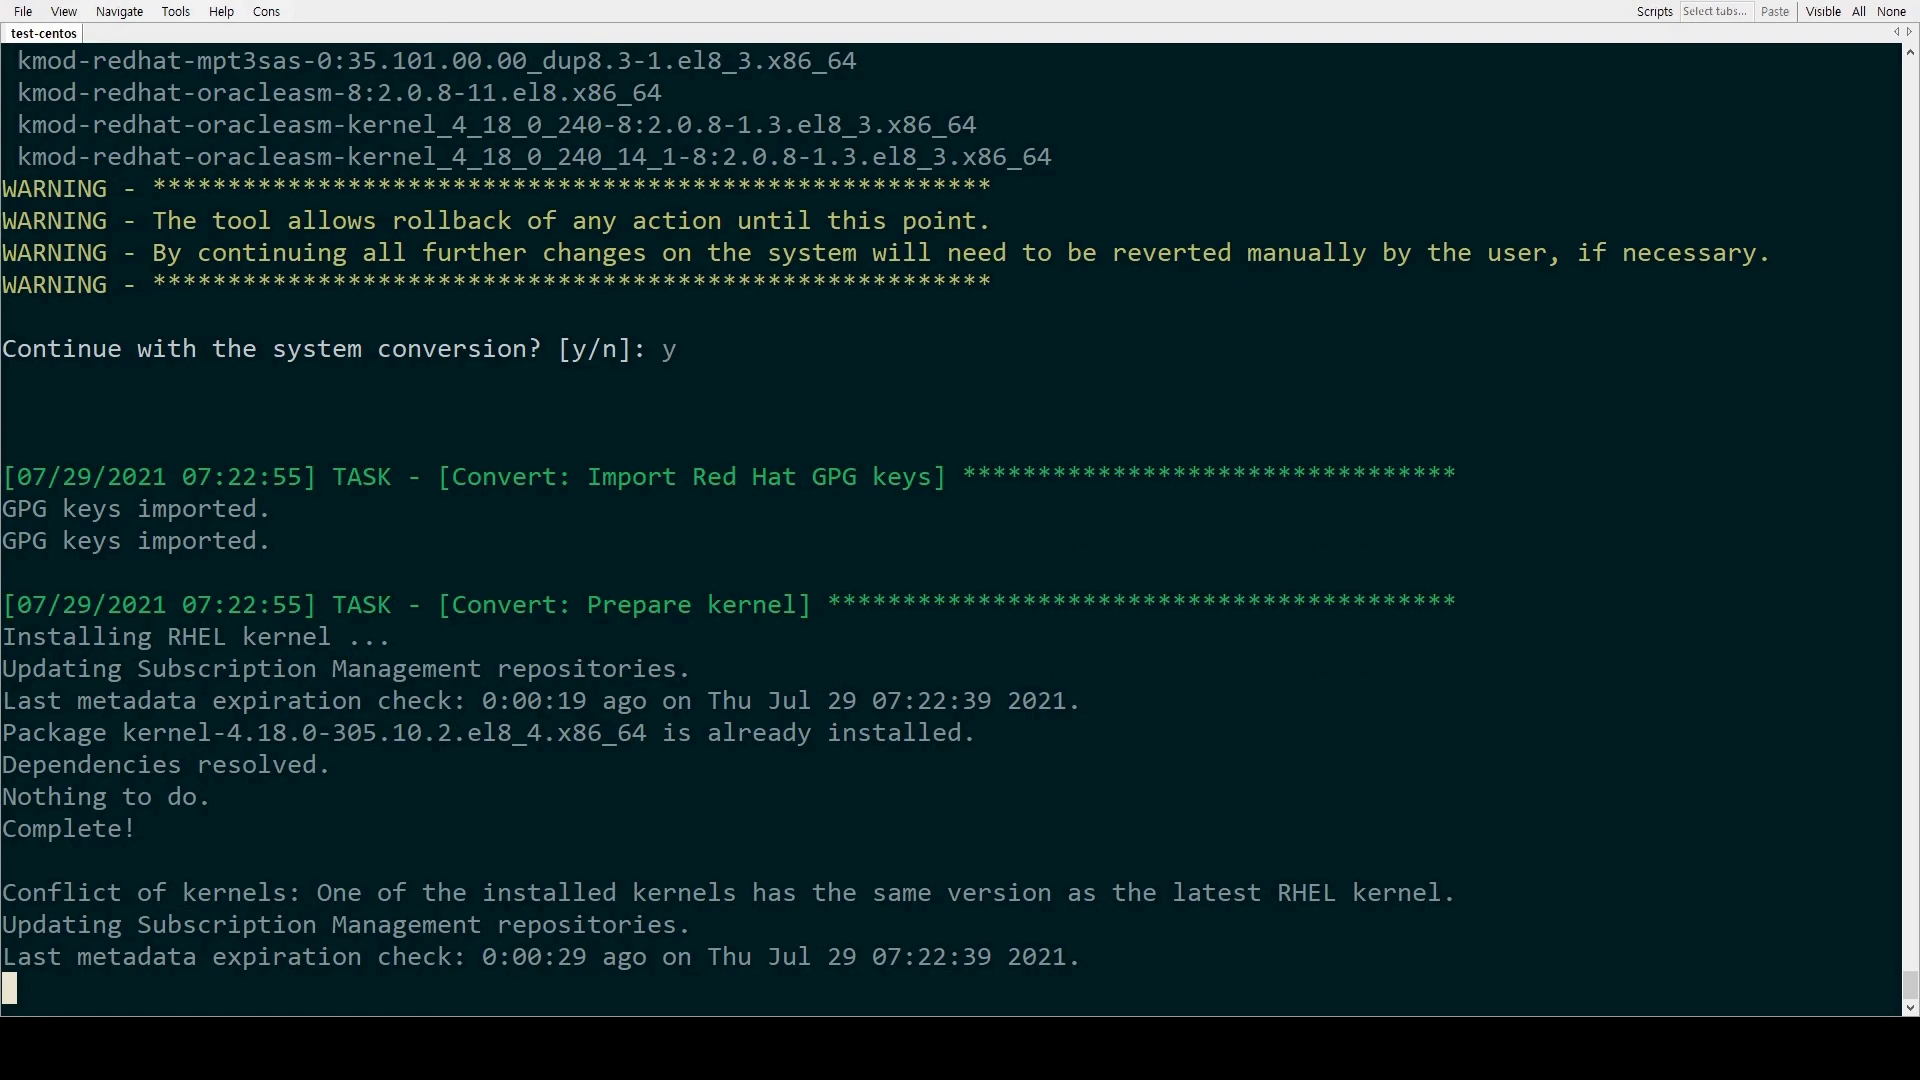 File View Navigate Tools Help Cons Scripts Select tabs... Paste Visible All None
test-centos
kmod-redhat-mpt3sas-0:35.101.00.00_dup8.3-1.el8_3.x86_64
kmod-redhat-oracleasm-8:2.0.8-11.el8.x86_64
kmod-redhat-oracleasm-kernel_4_18_0_240-8:2.0.8-1.3.el8_3.x86_64
kmod-redhat-oracleasm-kernel_4_18_0_240_14_1-8:2.0.8-1.3.el8_3.x86_64
WARNING - ********************************************************
WARNING - The tool allows rollback of any action until this point.
WARNING - By continuing all further changes on the system will need to be reverted manually by the user, if necessary.
WARNING - ********************************************************
Continue with the system conversion? [y/n]: y
[07/29/2021 07:22:55] TASK - [Convert: Import Red Hat GPG keys] *********************************
GPG keys imported.
GPG keys imported.
[07/29/2021 07:22:55] TASK - [Convert: Prepare kernel] ******************************************
Installing RHEL kernel ...
Updating Subscription Management repositories.
Last metadata expiration check: 0:00:19 ago on Thu Jul 29 07:22:39 2021.
Package kernel-4.18.0-305.10.2.el8_4.x86_64 is already installed.
Dependencies resolved.
Nothing to do.
Complete!
Conflict of kernels: One of the installed kernels has the same version as the latest RHEL kernel.
Updating Subscription Management repositories.
Last metadata expiration check: 0:00:29 ago on Thu Jul 29 07:22:39 2021.